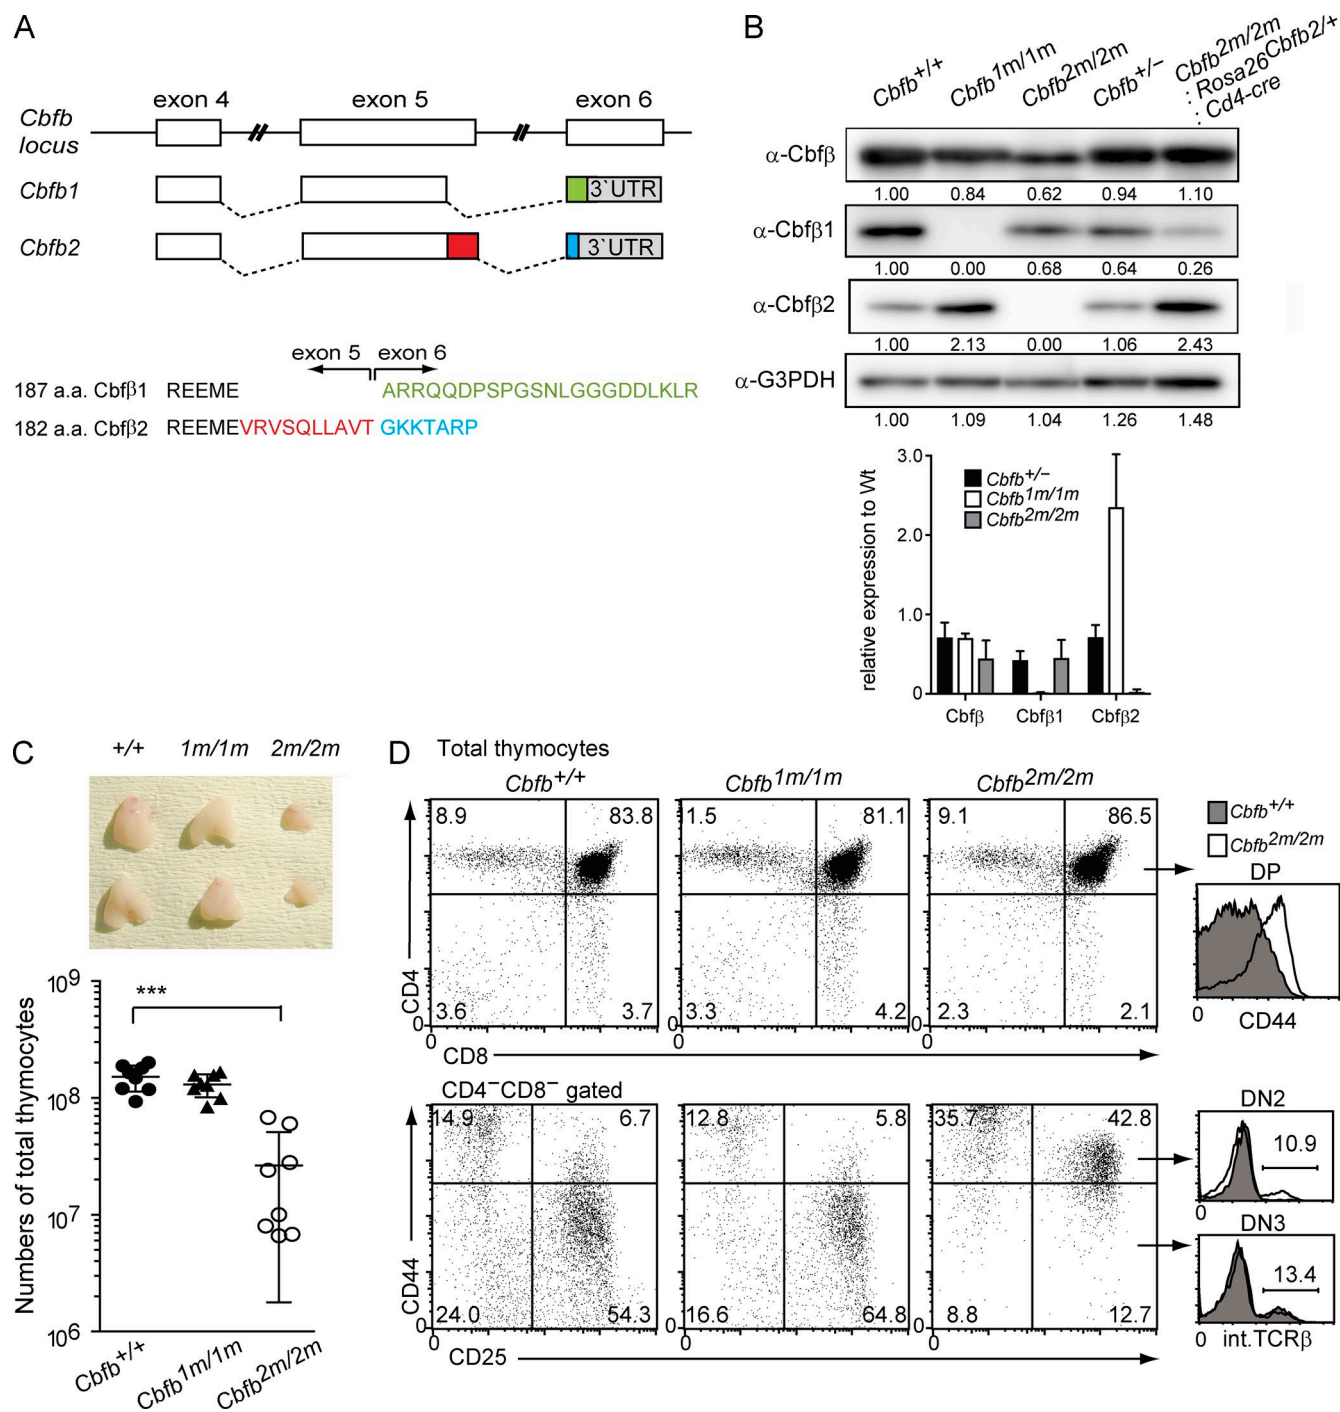 A
exon 4 exon 5 exon 6
Cbfb
locus
Cbfb1 3`UTR
Cbfb2 3`UTR
exon 5 exon 6
187 a.a. Cbfβ1 REEME ARRQQDPSPGSNLGGGDDLKLR
182 a.a. Cbfβ2 REEMEVRVSQLLAVT GKKTARP
B
Cbfb+/+ Cbfb1m/1m Cbfb2m/2m Cbfb+/− Cbfb2m/2m
: Rosa26Cbfb2/+
: Cd4-cre
α-Cbfβ
1.00 0.84 0.62 0.94 1.10
α-Cbfβ1
1.00 0.00 0.68 0.64 0.26
α-Cbfβ2
1.00 2.13 0.00 1.06 2.43
α-G3PDH
1.00 1.09 1.04 1.26 1.48
relative expression to Wt
3.0
2.0
1.0
0
Cbfb+/−
Cbfb1m/1m
Cbfb2m/2m
Cbfβ Cbfβ1 Cbfβ2
C
+/+ 1m/1m 2m/2m
Numbers of total thymocytes
109
108
107
106
***
Cbfb+/+ Cbfb1m/1m Cbfb2m/2m
D Total thymocytes
Cbfb+/+ Cbfb1m/1m Cbfb2m/2m
8.9 83.8 1.5 81.1 9.1 86.5
3.6 3.7 3.3 4.2 2.3 2.1
CD4
0
0 0 0
CD8
Cbfb+/+
Cbfb2m/2m
DP
0 CD44
CD4−CD8− gated
14.9 6.7 12.8 5.8 35.7 42.8
24.0 54.3 16.6 64.8 8.8 12.7
CD44
0
0 0 0
CD25
DN2
10.9
0
DN3
13.4
0 int.TCRβ